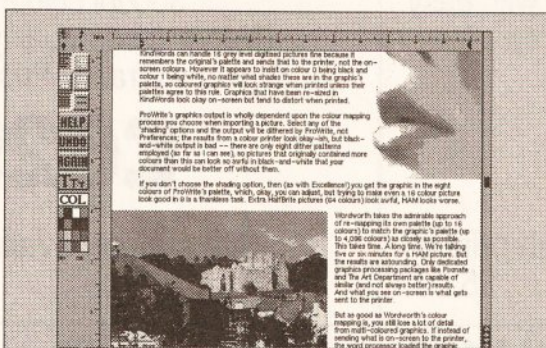 HELP
UNDO
AGAIN
TTT
COL
KindWords can handle 16 grey level digitised pictures fine because it
remembers the original's palette and sends that to the printer, not the on-
screen colours. However it appears to insist on colour 0 being black and
colour 1 being white, no matter what shades these are in the graphic's
palette, so coloured graphics will look strange when printed unless their
palettes agree to this rule. Graphics that have been re-sized in
KindWords look okay on-screen but tend to distort when printed.
ProWrite's graphics output is wholly dependent upon the colour mapping
process you choose when importing a picture. Select any of the
'shading' options and the output will be dithered by ProWrite, not
Preferences; the results from a colour printer look okay-ish, but black-
and-white output is bad -- there are only eight dither patterns
employed (so far as I can see), so pictures that originally contained more
colours than this can look so awful in black-and-white that your
document would be better off without them.
If you don't choose the shading option, then (as with Excellence!) you get the graphic in the eight
colours of ProWrite's palette, which, okay, you can adjust, but trying to make even a 16 colour picture
look good in 8 is a thankless task. Extra HalfBrite pictures (64 colours) look awful, HAM looks worse.
Wordworth takes the admirable approach
of re-mapping its own palette (up to 16
colours) to match the graphic's palette (up
to 4,096 colours) as closely as possible.
This takes time. A long time. We're talking
five or six minutes for a HAM picture. But
the results are astounding. Only dedicated
graphics processing packages like Pixmate
and The Art Department are capable of
similar (and not always better) results.
And what you see on-screen is what gets
sent to the printer.
But as good as Wordworth's colour
mapping is, you still lose a lot of detail
from multi-coloured graphics. If instead of
sending what is on-screen to the printer,
the word processor loaded the graphic